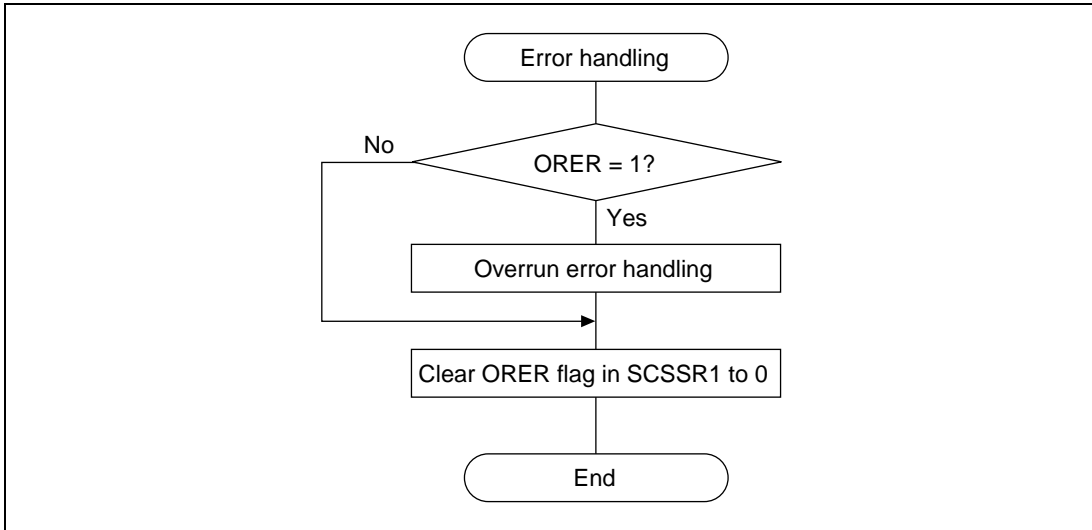 Error handling
No
ORER = 1?
Yes
Overrun error handling
Clear ORER flag in SCSSR1 to 0
End